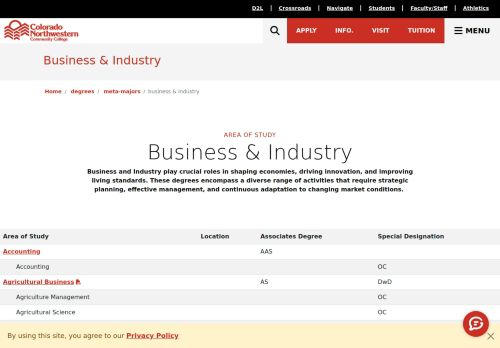 D2L | Crossroads | Navigate | Students | Faculty/Staff | Athletics
Colorado
Northwestern
Community College
APPLY INFO. VISIT TUITION MENU
Business & Industry
Home / degrees / meta-majors / business & industry
AREA OF STUDY
Business & Industry
Business and Industry play crucial roles in shaping economies, driving innovation, and improving
living standards. These degrees encompass a diverse range of activities that require strategic
planning, effective management, and continuous adaptation to changing market conditions.
Area of Study Location Associates Degree Special Designation
Accounting AAS
Accounting OC
Agricultural Business AS DwD
Agriculture Management OC
Agricultural Science OC
By using this site, you agree to our Privacy Policy ×